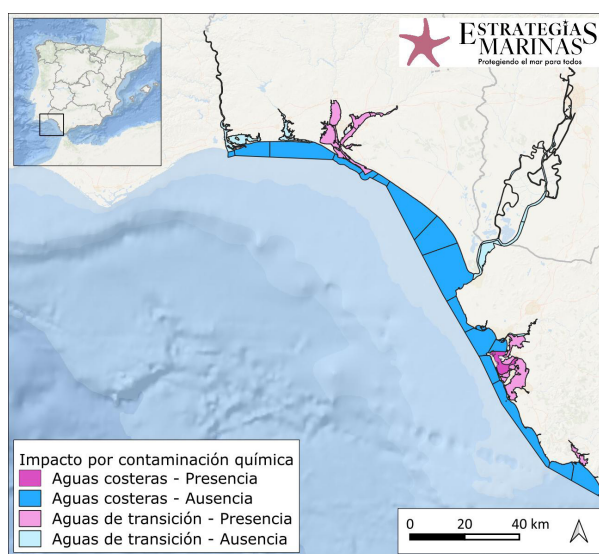 ESTRATEGIAS
MARINAS
Protegiendo el mar para todos
Impacto por contaminación química
Aguas costeras - Presencia
Aguas costeras - Ausencia
Aguas de transición - Presencia
Aguas de transición - Ausencia
0 20 40 km